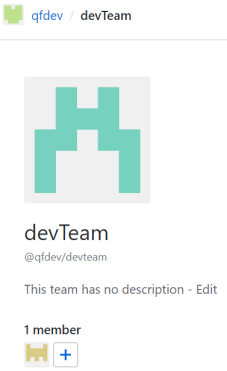 qfdev / devTeam
devTeam
@qfdev/devteam
This team has no description - Edit
1 member
+